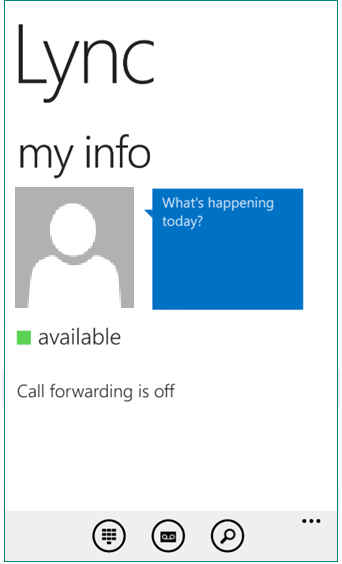 Lync
my info
What's happening
today?
available
Call forwarding is off